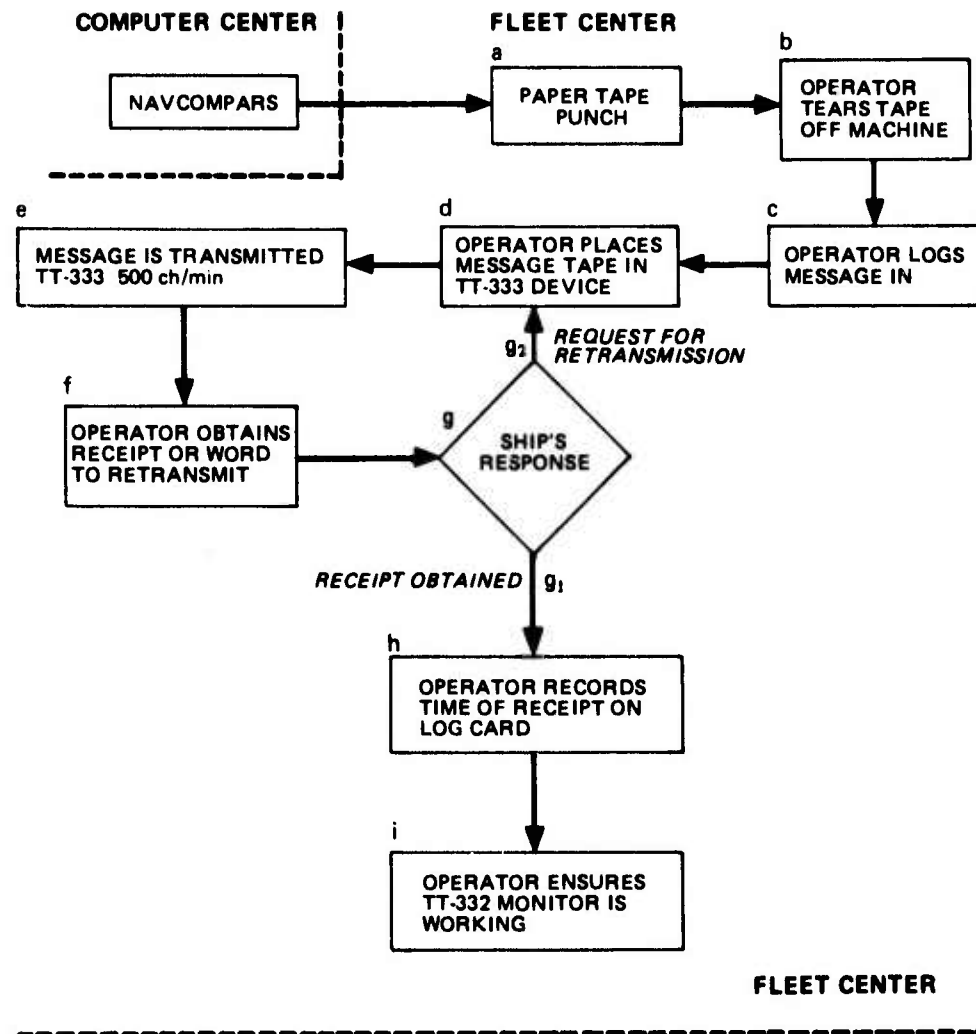 COMPUTER CENTER
FLEET CENTER
NAVCOMPARS
a
PAPER TAPE
PUNCH
b
OPERATOR
TEARS TAPE
OFF MACHINE
c
OPERATOR LOGS
MESSAGE IN
d
OPERATOR PLACES
MESSAGE TAPE IN
TT-333 DEVICE
e
MESSAGE IS TRANSMITTED
TT-333 500 ch/min
f
OPERATOR OBTAINS
RECEIPT OR WORD
TO RETRANSMIT
g
SHIP'S
RESPONSE
g2
REQUEST FOR
RETRANSMISSION
RECEIPT OBTAINED
g1
h
OPERATOR RECORDS
TIME OF RECEIPT ON
LOG CARD
i
OPERATOR ENSURES
TT-332 MONITOR IS
WORKING
FLEET CENTER